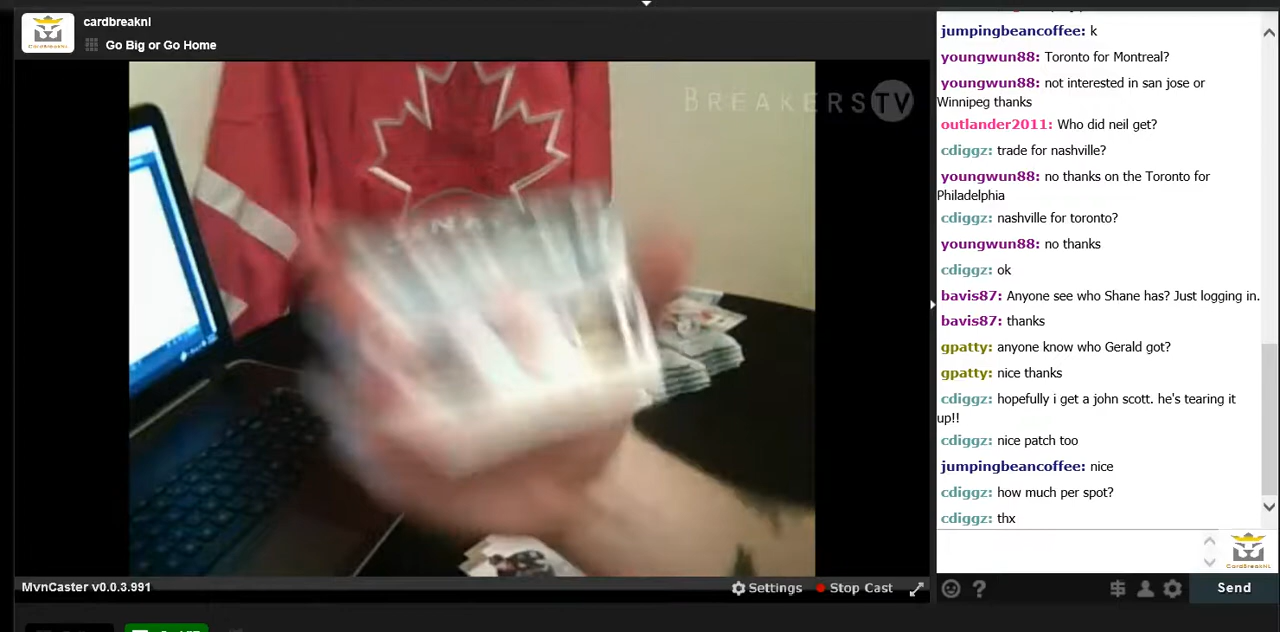 cardbreaknl
Go Big or Go Home
BREAKERSTV
jumpingbeancoffee: k
youngwun88: Toronto for Montreal?
youngwun88: not interested in san jose or
Winnipeg thanks
outlander2011: Who did neil get?
cdiggz: trade for nashville?
youngwun88: no thanks on the Toronto for
Philadelphia
cdiggz: nashville for toronto?
youngwun88: no thanks
cdiggz: ok
bavis87: Anyone see who Shane has? Just logging in.
bavis87: thanks
gpatty: anyone know who Gerald got?
gpatty: nice thanks
cdiggz: hopefully i get a john scott. he's tearing it
up!!
cdiggz: nice patch too
jumpingbeancoffee: nice
cdiggz: how much per spot?
cdiggz: thx
MvnCaster v0.0.3.991
Settings
Stop Cast
Send